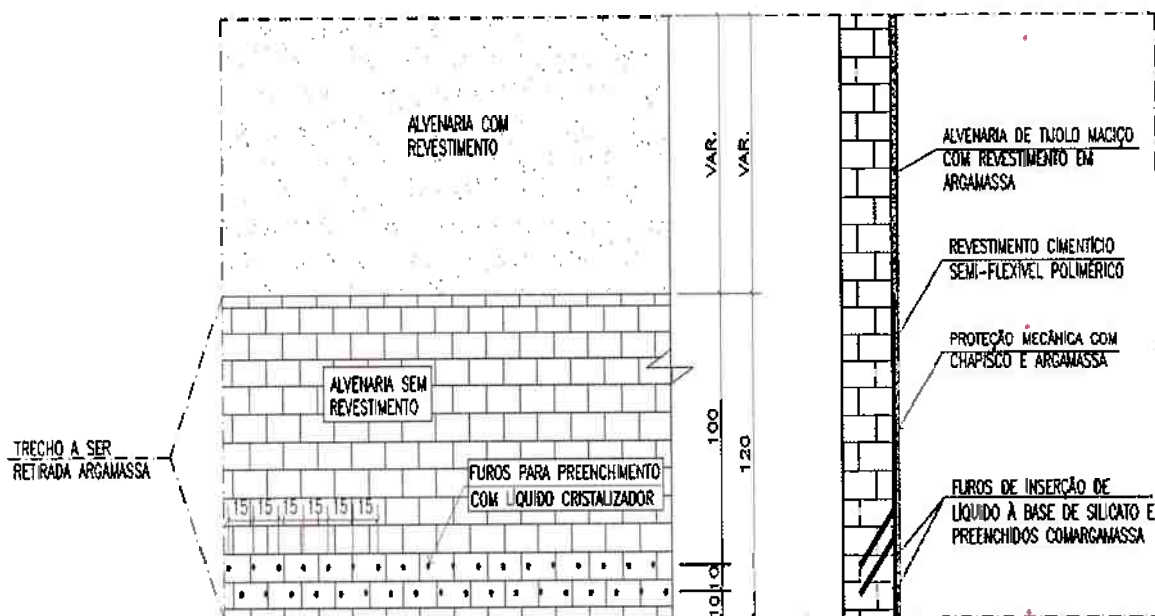 ALVENARIA COM
REVESTIMENTO
VAR.
VAR.
ALVENARIA DE TIJOLO MACIÇO
COM REVESTIMENTO EM
ARGAMASSA
REVESTIMENTO CIMENTÍCIO
SEMI-FLEXÍVEL POLIMÉRICO
PROTEÇÃO MECÂNICA COM
CHAPISCO E ARGAMASSA
ALVENARIA SEM
REVESTIMENTO
100
120
TRECHO A SER
RETIRADA ARGAMASSA
FUROS PARA PREENCHIMENTO
COM LÍQUIDO CRISTALIZADOR
15 15 15 15 15 15
FUROS DE INSERÇÃO DE
LÍQUIDO À BASE DE SILICATO E
PREENCHIDOS COMARGAMASSA
10
10